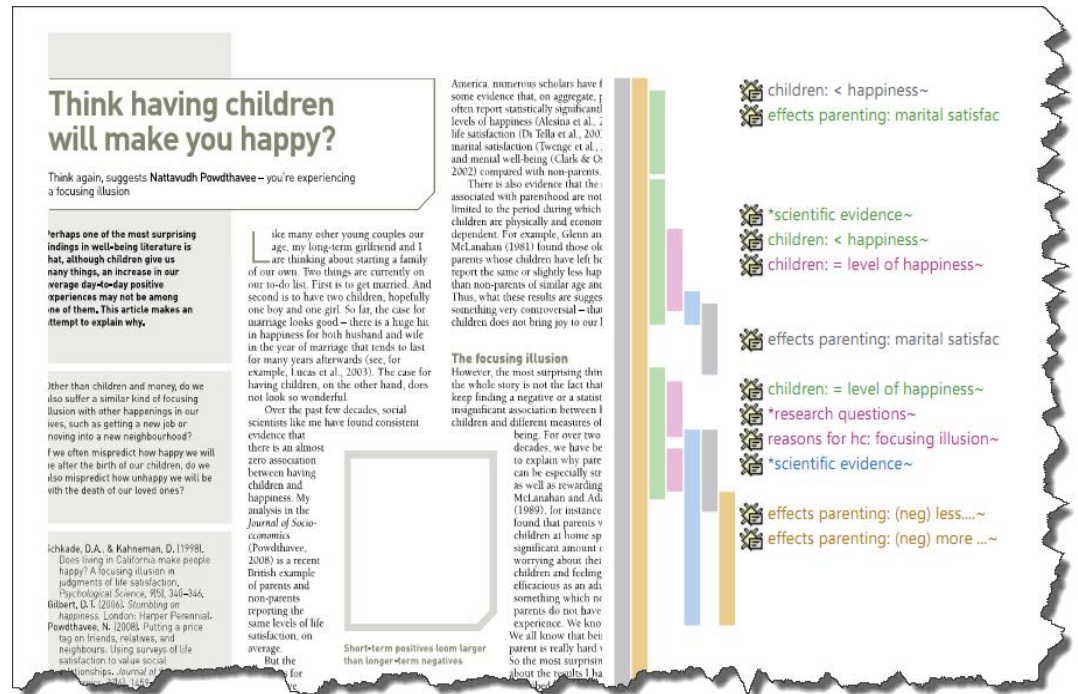 Think having children
will make you happy?
Think again, suggests Nattavudh Powdthavee – you're experiencing
a focusing illusion
Perhaps one of the most surprising
findings in well-being literature is
that, although children give us
many things, an increase in our
average day-to-day positive
experiences may not be among
one of them. This article makes an
attempt to explain why.
Other than children and money, do we
also suffer a similar kind of focusing
illusion with other happenings in our
lives, such as getting a new job or
moving into a new neighbourhood?
If we often mispredict how happy we will
be after the birth of our children, do we
also mispredict how unhappy we will be
with the death of our loved ones?
Schkade, D.A., & Kahneman, D. (1998).
Does living in California make people
happy? A focusing illusion in
judgments of life satisfaction.
Psychological Science, 9(5), 340–346.
Gilbert, D.T. (2006). Stumbling on
happiness. London: Harper Perennial.
Powdthavee, N. (2008). Putting a price
tag on friends, relatives, and
neighbours: Using surveys of life
satisfaction to value social
relationships. Journal of
Like many other young couples our
age, my long-term girlfriend and I
are thinking about starting a family
of our own. Two things are currently on
our to-do list. First is to get married. And
second is to have two children, hopefully
one boy and one girl. So far, the case for
marriage looks good – there is a huge hit
in happiness for both husband and wife
in the year of marriage that tends to last
for many years afterwards (see, for
example, Lucas et al., 2003). The case for
having children, on the other hand, does
not look so wonderful.
Over the past few decades, social
scientists like me have found consistent
evidence that
there is an almost
zero association
between having
children and
happiness. My
analysis in the
Journal of Socio-
economics
(Powdthavee,
2008) is a recent
British example
of parents and
non-parents
reporting the
same levels of life
satisfaction, on
average.
But the
for
Short-term positives loom larger
than longer-term negatives
America, numerous scholars have f
some evidence that, on aggregate, p
often report statistically significantl
levels of happiness (Alesina et al., 2
life satisfaction (Di Tella et al., 200
marital satisfaction (Twenge et al.,
and mental well-being (Clark & Os
2002) compared with non-parents.
There is also evidence that the
associated with parenthood are not
limited to the period during which
children are physically and econom
dependent. For example, Glenn an
McLanahan (1981) found those ol
parents whose children have left h
report the same or slightly less hap
than non-parents of similar age and
Thus, what these results are sugges
something very controversial – that
children does not bring joy to our l
The focusing illusion
However, the most surprising thin
the whole story is not the fact that
keep finding a negative or a statist
insignificant association between
children and different measures of
being. For over two
decades, we have be
to explain why pare
can be especially str
as well as rewarding
McLanahan and Ada
(1989), for instance
found that parents w
children at home sp
significant amount o
worrying about thei
children and feeling
efficacious as an adu
something which no
parents do not have
experience. We kno
We all know that bei
parent is really hard
So the most surprisin
about the results I ha
children: < happiness~
effects parenting: marital satisfac
*scientific evidence~
children: < happiness~
children: = level of happiness~
effects parenting: marital satisfac
children: = level of happiness~
*research questions~
reasons for hc: focusing illusion~
*scientific evidence~
effects parenting: (neg) less....~
effects parenting: (neg) more ...~